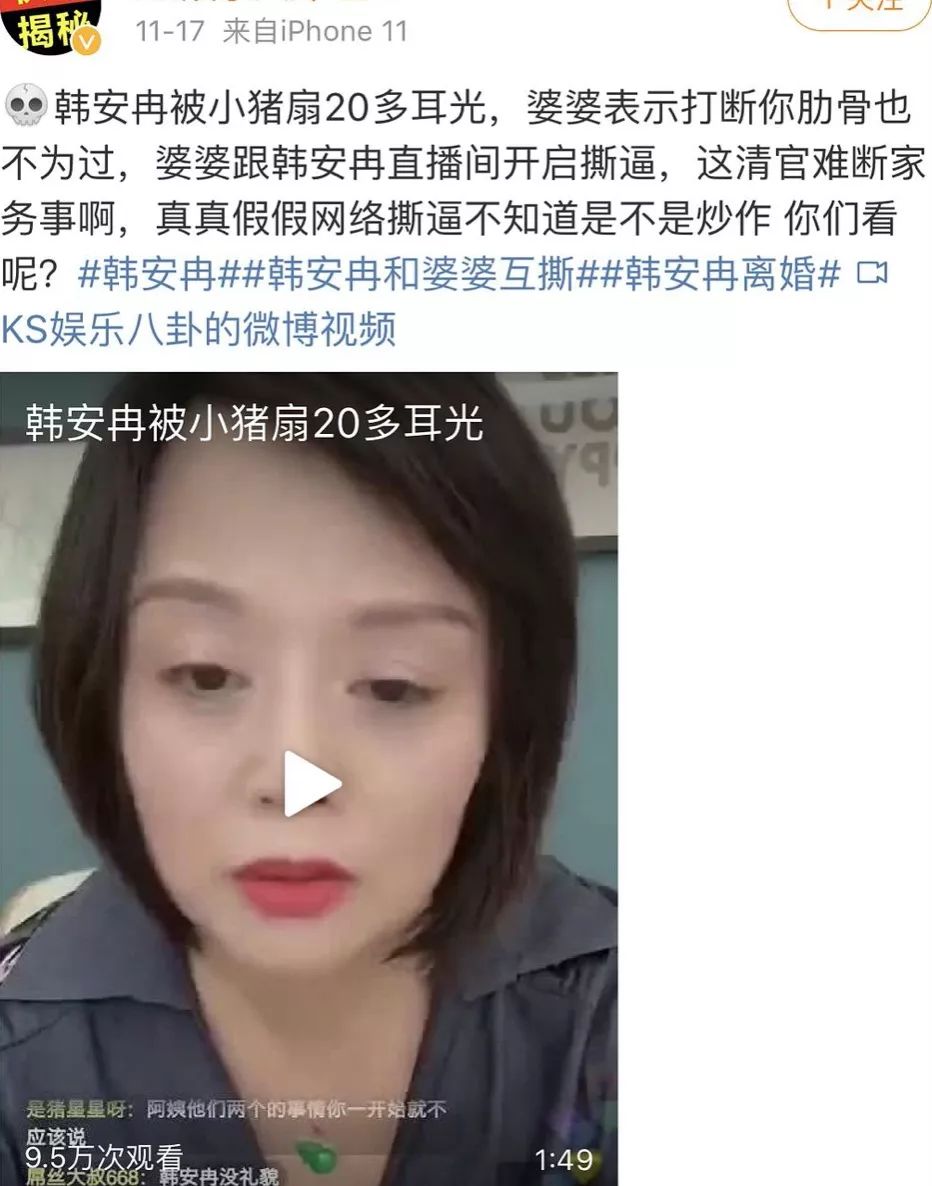 揭秘
11-17 来自iPhone 11
关注
韩安冉被小猪扇20多耳光，婆婆表示打断你肋骨也
不为过，婆婆跟韩安冉直播间开启撕逼，这清官难断家
务事啊，真真假假网络撕逼不知道是不是炒作 你们看
呢？#韩安冉##韩安冉和婆婆互撕##韩安冉离婚#
KS娱乐八卦的微博视频
韩安冉被小猪扇20多耳光
是猪星星呀：阿姨他们两个的事情你一开始就不
应该说
9.5万次观看
1:49
屌丝大叔668：韩安冉没礼貌